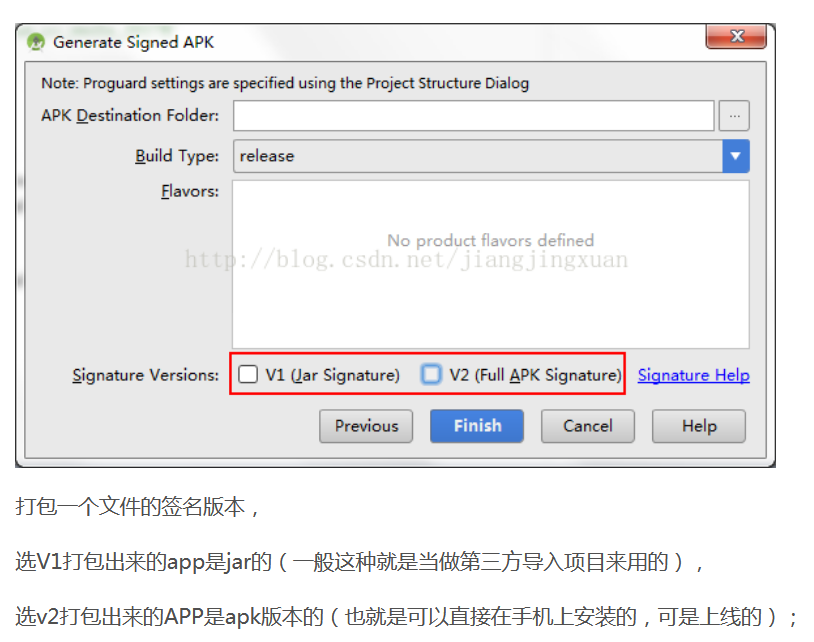 Generate Signed APK
Note: Proguard settings are specified using the Project Structure Dialog
APK Destination Folder:
...
Build Type: release
Flavors:
No product flavors defined
http://blog.csdn.net/jiangjingxuan
Signature Versions: V1 (Jar Signature) V2 (Full APK Signature) Signature Help
Previous Finish Cancel Help
打包一个文件的签名版本，
选V1打包出来的app是jar的（一般这种就是当做第三方导入项目来用的），
选v2打包出来的APP是apk版本的（也就是可以直接在手机上安装的，可是上线的）；